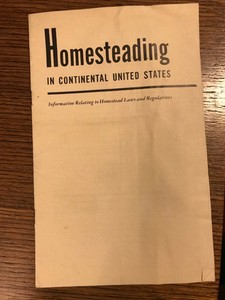 Homesteading
IN CONTINENTAL UNITED STATES
Information Relating to Homestead Laws and Regulations